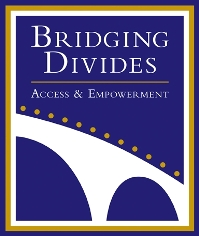 BRIDGING
DIVIDES
ACCESS & EMPOWERMENT